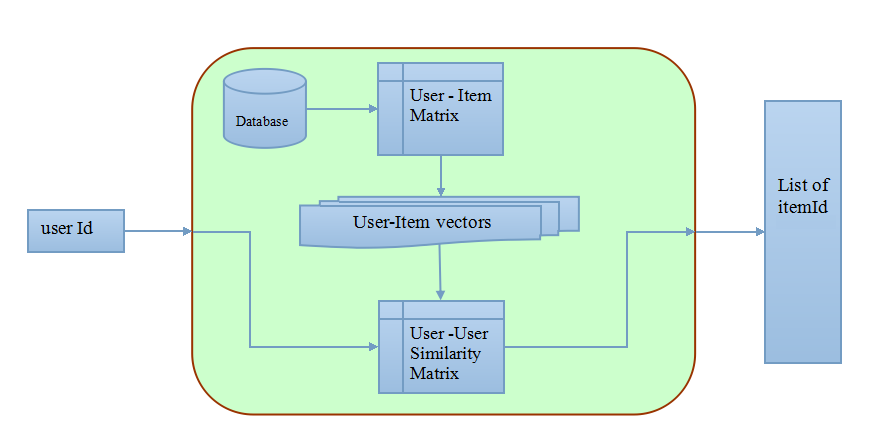 Database
User - Item
Matrix
User-Item vectors
user Id
User -User
Similarity
Matrix
List of
itemId